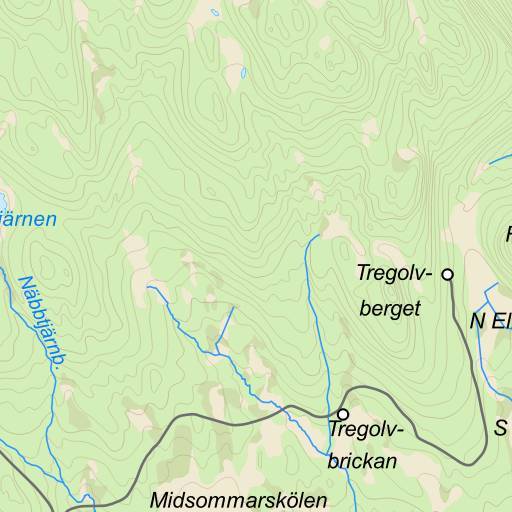 järnen
Tregolv-
berget
Näbbtjärnb.
N El
S
Tregolv-
brickan
Midsommarskölen